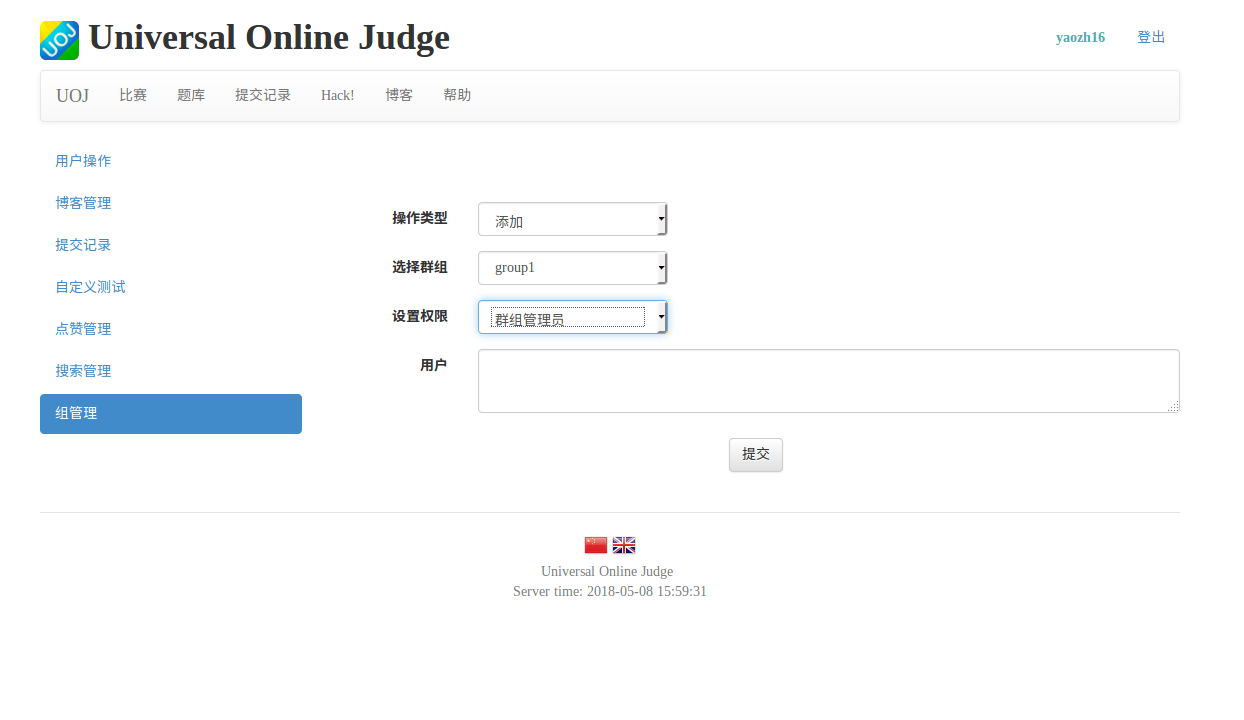 UOJ Universal Online Judge yaozh16 登出
UOJ 比赛 题库 提交记录 Hack! 博客 帮助
用户操作
博客管理
提交记录
自定义测试
点赞管理
搜索管理
组管理
操作类型 添加
选择群组 group1
设置权限 群组管理员
用户
提交
Universal Online Judge
Server time: 2018-05-08 15:59:31